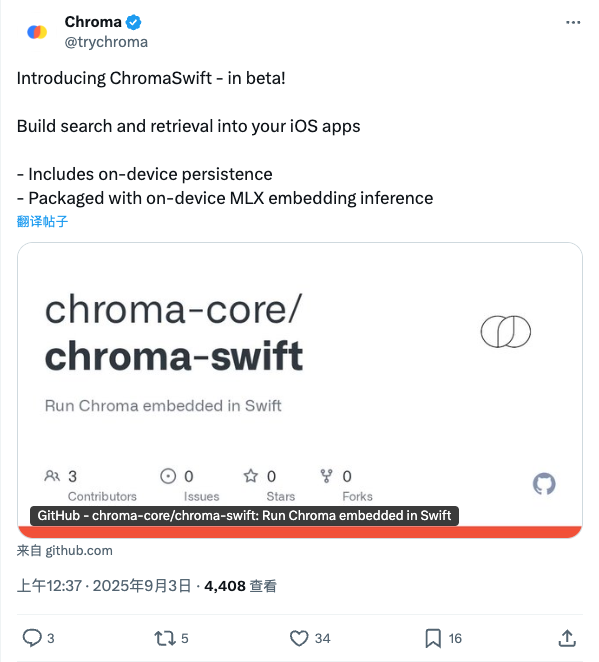 Chroma
@trychroma
Introducing ChromaSwift - in beta!
Build search and retrieval into your iOS apps
- Includes on-device persistence
- Packaged with on-device MLX embedding inference
翻译帖子
chroma-core/
chroma-swift
Run Chroma embedded in Swift
3 0 0 0
Contributors Issues Stars Forks
GitHub - chroma-core/chroma-swift: Run Chroma embedded in Swift
来自 github.com
上午12:37 · 2025年9月3日 · 4,408 查看
3 5 34 16